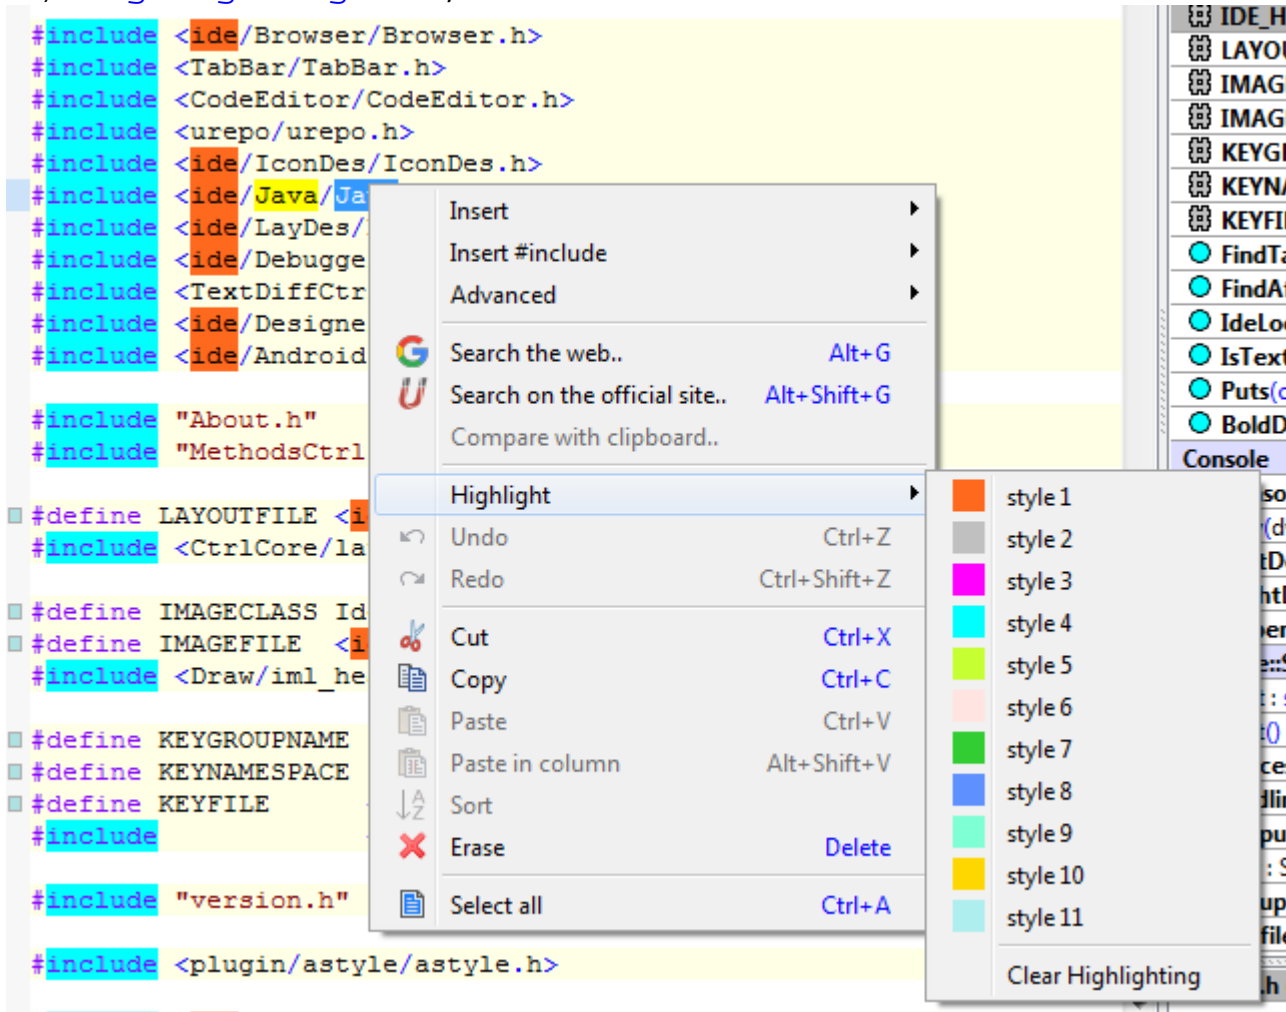 #include <ide/Browser/Browser.h>
#include <TabBar/TabBar.h>
#include <CodeEditor/CodeEditor.h>
#include <urepo/urepo.h>
#include <ide/IconDes/IconDes.h>
#include <ide/Java/Ja
#include <ide/LayDes/
#include <ide/Debugge
#include <TextDiffCtr
#include <ide/Designe
#include <ide/Android
#include "About.h"
#include "MethodsCtrl
#define LAYOUTFILE <i
#include <CtrlCore/la
#define IMAGECLASS Id
#define IMAGEFILE <i
#include <Draw/iml_he
#define KEYGROUPNAME
#define KEYNAMESPACE
#define KEYFILE
#include
#include "version.h"
#include <plugin/astyle/astyle.h>
Insert
Insert #include
Advanced
Search the web.. Alt+G
Search on the official site.. Alt+Shift+G
Compare with clipboard..
Highlight
Undo Ctrl+Z
Redo Ctrl+Shift+Z
Cut Ctrl+X
Copy Ctrl+C
Paste Ctrl+V
Paste in column Alt+Shift+V
Sort
Erase Delete
Select all Ctrl+A
style 1
style 2
style 3
style 4
style 5
style 6
style 7
style 8
style 9
style 10
style 11
Clear Highlighting
IDE_H
LAYOU
IMAG
IMAG
KEYG
KEYNA
KEYFI
FindTa
FindA
IdeLo
IsText
Puts(
BoldD
Console